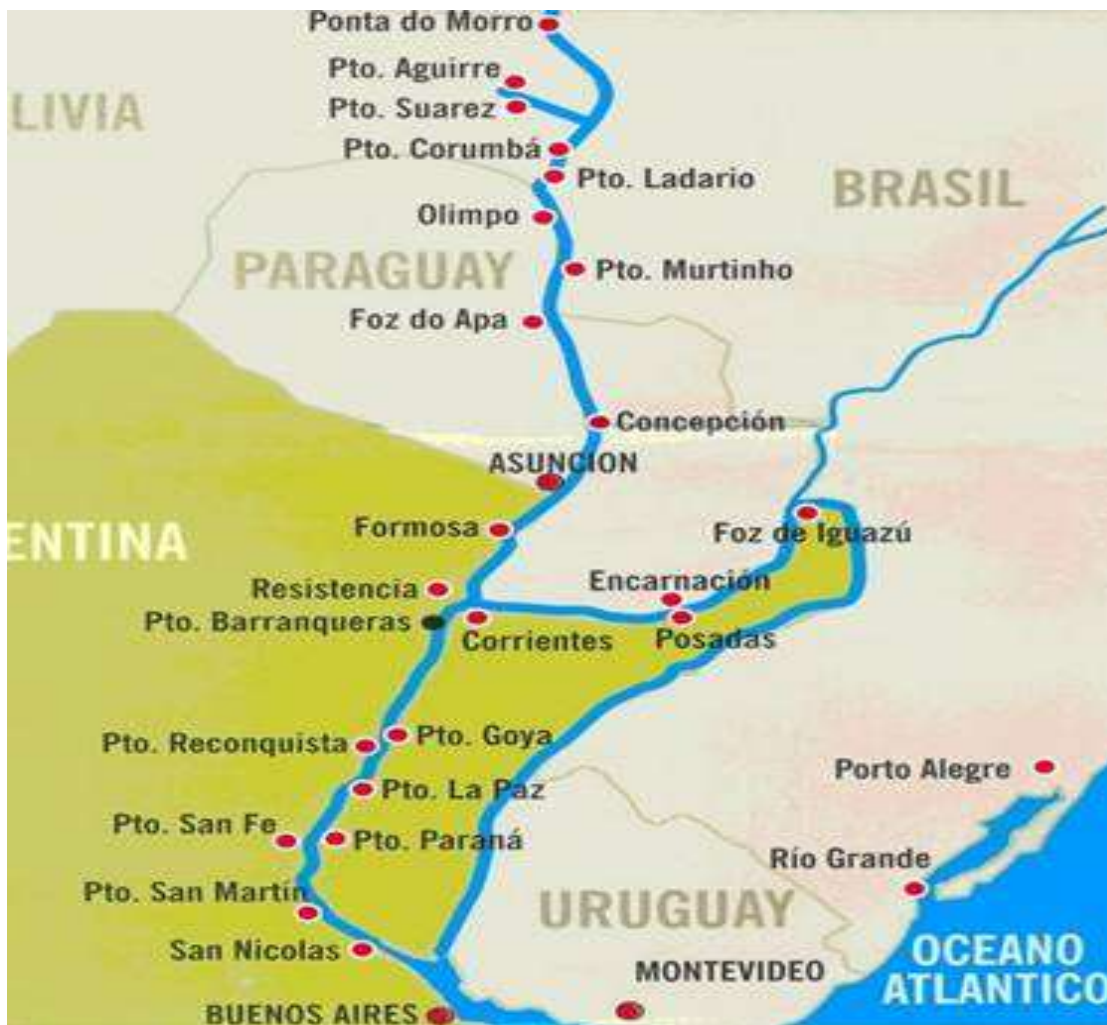 Ponta do Morro
Pto. Aguirre
LIVIA
Pto. Suarez
Pto. Corumbá
Pto. Ladario
BRASIL
Olimpo
PARAGUAY
Pto. Murtinho
Foz do Apa
Concepción
ASUNCION
Formosa
Foz de Iguazú
ENTINA
Resistencia
Encarnación
Pto. Barranqueras
Corrientes
Posadas
Pto. Reconquista
Pto. Goya
Porto Alegre
Pto. La Paz
Pto. San Fe
Pto. Paraná
Río Grande
Pto. San Martín
URUGUAY
San Nicolas
OCEANO
ATLANTICO
MONTEVIDEO
BUENOS AIRES